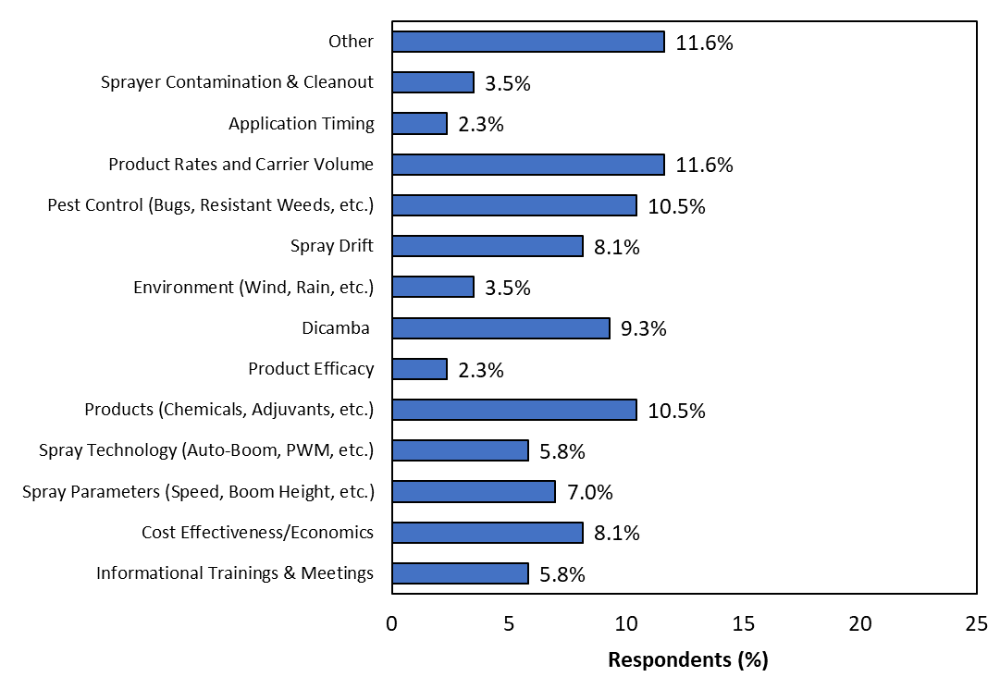 Other 11.6%
Sprayer Contamination & Cleanout 3.5%
Application Timing 2.3%
Product Rates and Carrier Volume 11.6%
Pest Control (Bugs, Resistant Weeds, etc.) 10.5%
Spray Drift 8.1%
Environment (Wind, Rain, etc.) 3.5%
Dicamba 9.3%
Product Efficacy 2.3%
Products (Chemicals, Adjuvants, etc.) 10.5%
Spray Technology (Auto-Boom, PWM, etc.) 5.8%
Spray Parameters (Speed, Boom Height, etc.) 7.0%
Cost Effectiveness/Economics 8.1%
Informational Trainings & Meetings 5.8%
0 5 10 15 20 25
Respondents (%)